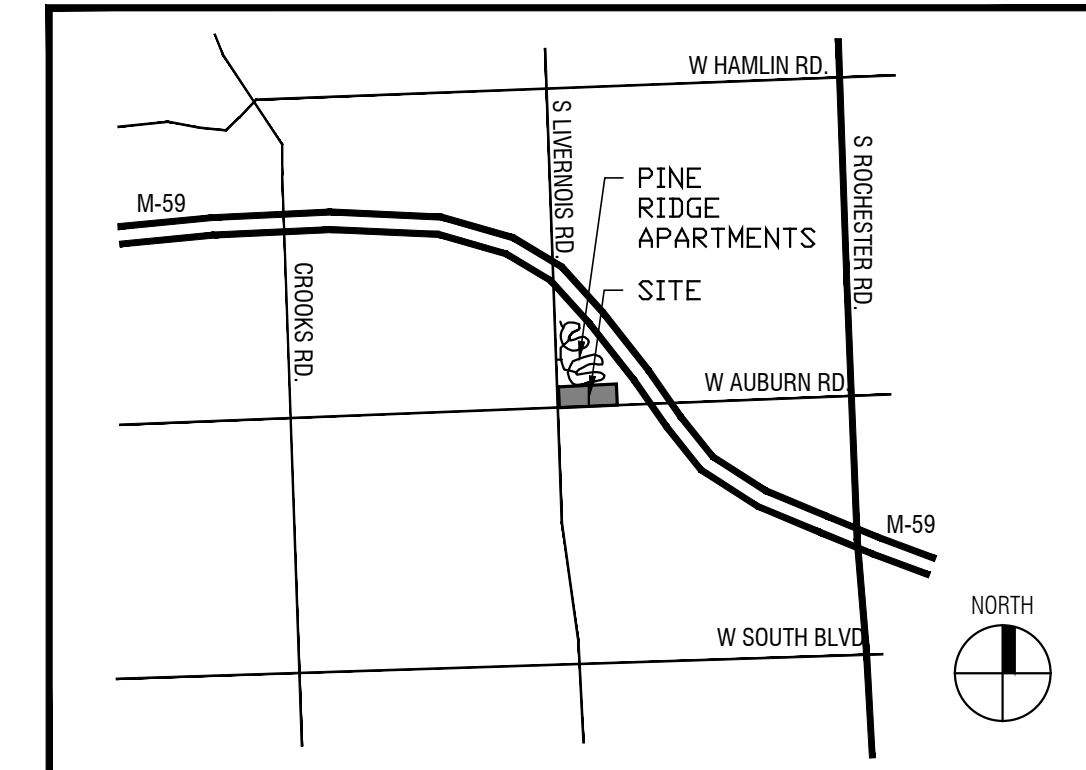 W HAMLIN RD.
S LIVERNOIS RD.
S ROCHESTER RD.
PINE
RIDGE
APARTMENTS
M-59
CROOKS RD.
SITE
W AUBURN RD.
M-59
NORTH
W SOUTH BLVD